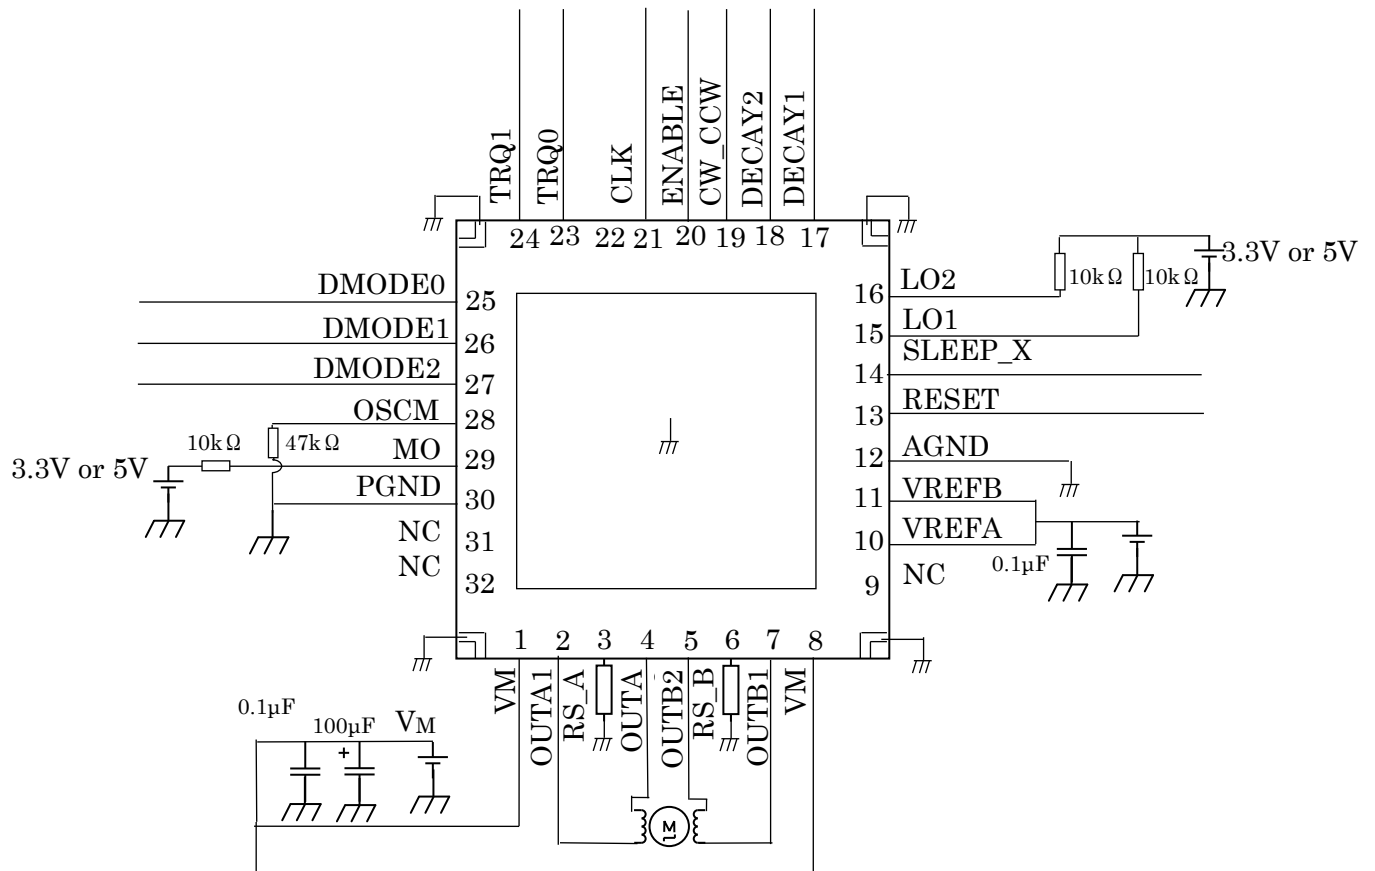 TRQ1
TRQ0
CLK
ENABLE
CW_CCW
DECAY2
DECAY1
24 23 22 21 20 19 18 17
DMODE0
25
DMODE1
26
DMODE2
27
OSCM
28
47kΩ
10kΩ
MO
29
3.3V or 5V
PGND
30
NC
31
NC
32
16
LO2
10kΩ
10kΩ
3.3V or 5V
15
LO1
SLEEP_X
14
RESET
13
AGND
12
VREFB
11
VREFA
10
0.1µF
NC
9
1 2 3 4 5 6 7 8
VM
OUTA1
RS_A
OUTA
OUTB2
RS_B
OUTB1
VM
0.1µF
100µF
+
VM
M